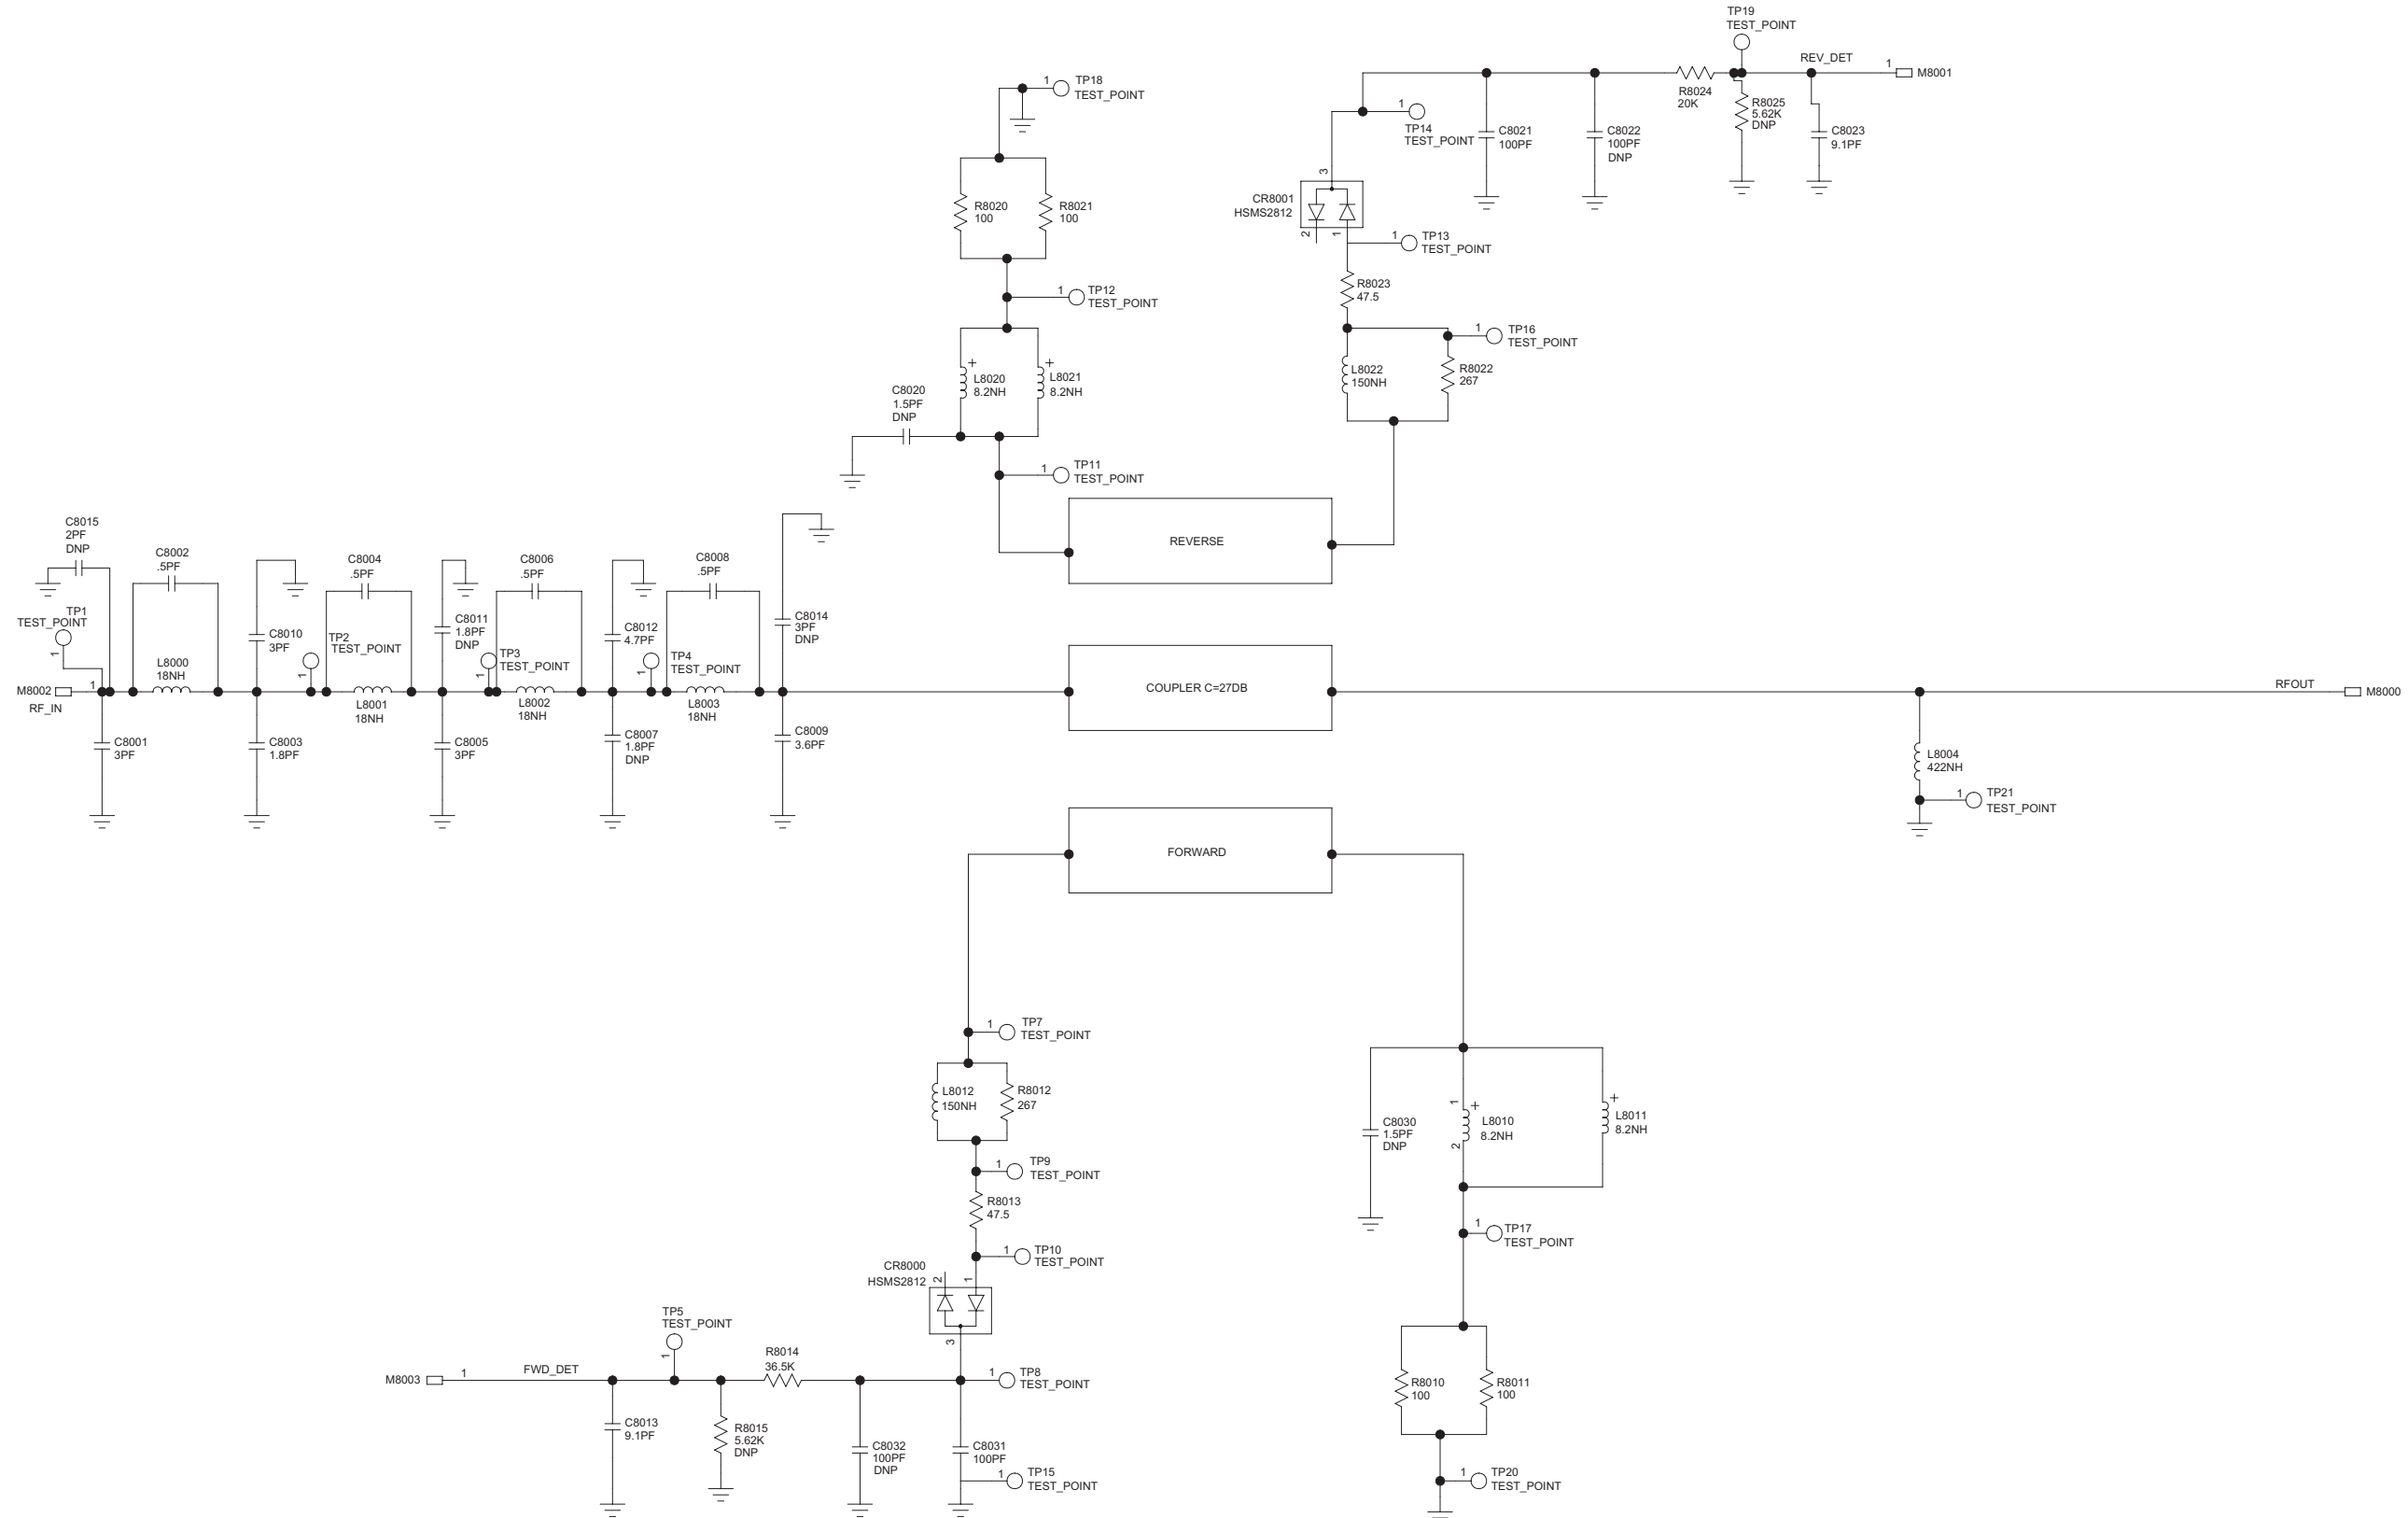 TP19
TEST_POINT
REV_DET
1
M8001
1
TP18
TEST_POINT
R8024
20K
R8025
5.62K
DNP
1
TP14
TEST_POINT
C8021
100PF
C8022
100PF
DNP
C8023
9.1PF
3
CR8001
HSMS2812
2
1
R8020
100
R8021
100
1
TP13
TEST_POINT
R8023
47.5
1
TP12
TEST_POINT
1
TP16
TEST_POINT
+
L8020
8.2NH
+
L8021
8.2NH
L8022
150NH
R8022
267
C8020
1.5PF
DNP
1
TP11
TEST_POINT
REVERSE
C8015
2PF
DNP
C8002
.5PF
C8004
.5PF
C8006
.5PF
C8008
.5PF
TP1
TEST_POINT
1
C8010
3PF
TP2
TEST_POINT
1
C8011
1.8PF
DNP
TP3
TEST_POINT
1
C8012
4.7PF
TP4
TEST_POINT
1
C8014
3PF
DNP
L8000
18NH
M8002
1
RF_IN
L8001
18NH
L8002
18NH
L8003
18NH
COUPLER C=27DB
RFOUT
M8000
C8001
3PF
C8003
1.8PF
C8005
3PF
C8007
1.8PF
DNP
C8009
3.6PF
L8004
422NH
1
TP21
TEST_POINT
FORWARD
1
TP7
TEST_POINT
L8012
150NH
R8012
267
C8030
1.5PF
DNP
1
+
L8010
8.2NH
2
+
L8011
8.2NH
1
TP9
TEST_POINT
R8013
47.5
1
TP17
TEST_POINT
1
TP10
TEST_POINT
CR8000
HSMS2812
2
1
3
TP5
TEST_POINT
1
R8014
36.5K
M8003
1
FWD_DET
1
TP8
TEST_POINT
R8010
100
R8011
100
C8013
9.1PF
R8015
5.62K
DNP
C8032
100PF
DNP
C8031
100PF
1
TP15
TEST_POINT
1
TP20
TEST_POINT